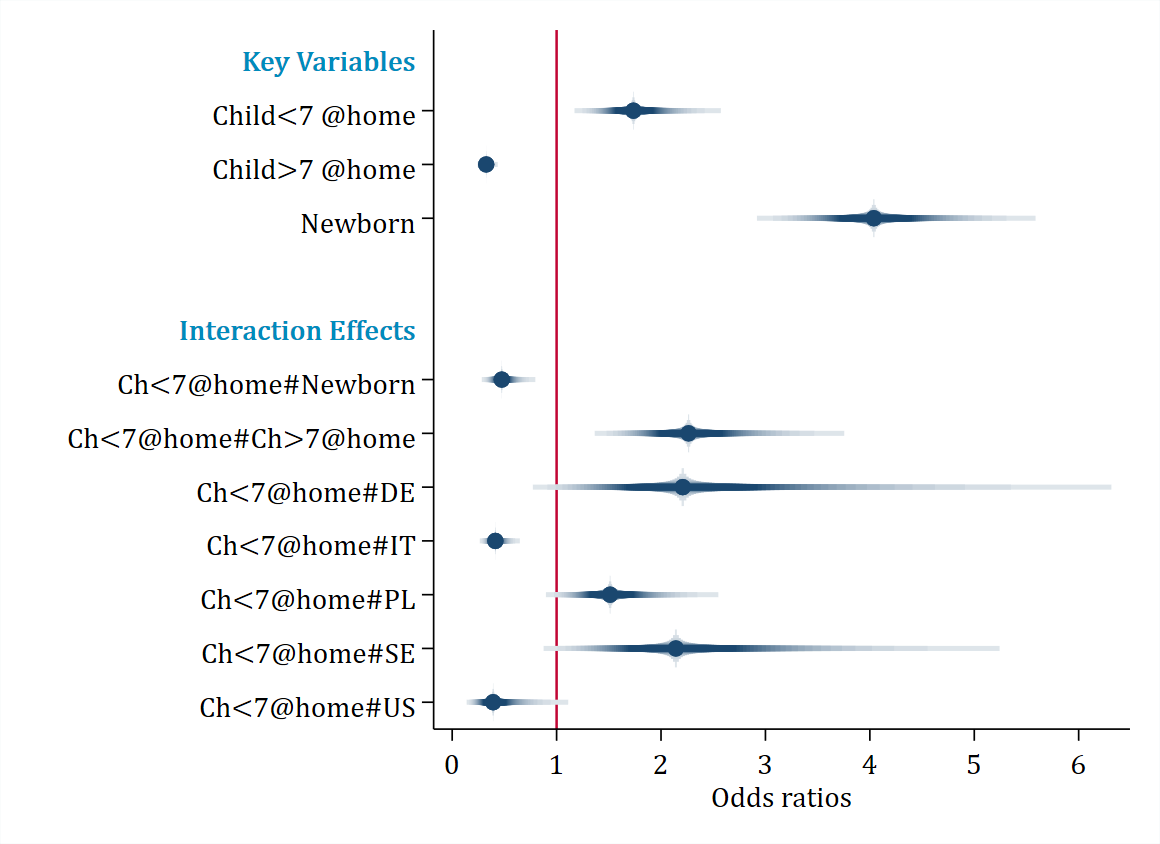 Key Variables
Child<7 @home
Child>7 @home
Newborn
Interaction Effects
Ch<7@home#Newborn
Ch<7@home#Ch>7@home
Ch<7@home#DE
Ch<7@home#IT
Ch<7@home#PL
Ch<7@home#SE
Ch<7@home#US
0 1 2 3 4 5 6
Odds ratios